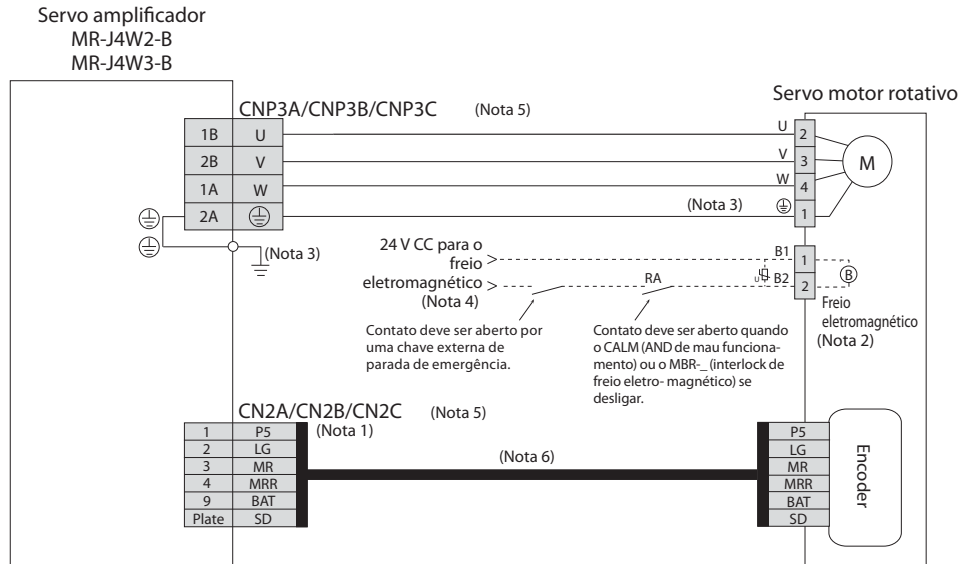 Servo amplificador
MR-J4W2-B
MR-J4W3-B
Servo motor rotativo
CNP3A/CNP3B/CNP3C (Nota 5)
1B U
2B V
1A W
2A
U 2
V 3
W 4
(Nota 3) 1
M
(Nota 3)
24 V CC para o
freio
eletromagnético
(Nota 4)
RA
B1 1
U B2 2
B
Freio
eletromagnético
(Nota 2)
Contato deve ser aberto por
uma chave externa de
parada de emergência.
Contato deve ser aberto quando
o CALM (AND de mau funciona-
mento) ou o MBR-_ (interlock de
freio eletro- magnético) se
desligar.
CN2A/CN2B/CN2C (Nota 5)
(Nota 1)
1 P5
2 LG
3 MR
4 MRR
9 BAT
Plate SD
(Nota 6)
P5
LG
MR
MRR
BAT
SD
Encoder